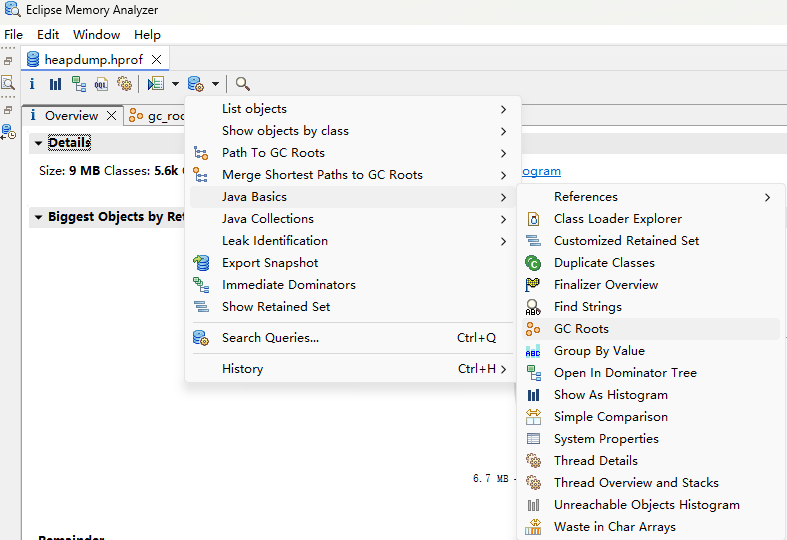 Eclipse Memory Analyzer
File Edit Window Help
heapdump.hprof
i OQL
i Overview gc_roo
Details
Size: 9 MB Classes: 5.6k
ogram
Biggest Objects by Ret
List objects
Show objects by class
Path To GC Roots
Merge Shortest Paths to GC Roots
Java Basics
Java Collections
Leak Identification
Export Snapshot
Immediate Dominators
Show Retained Set
Search Queries... Ctrl+Q
History Ctrl+H
References
Class Loader Explorer
Customized Retained Set
Duplicate Classes
Finalizer Overview
Find Strings
GC Roots
Group By Value
Open In Dominator Tree
Show As Histogram
Simple Comparison
System Properties
Thread Details
Thread Overview and Stacks
Unreachable Objects Histogram
Waste in Char Arrays
6.7 MB
Remainder